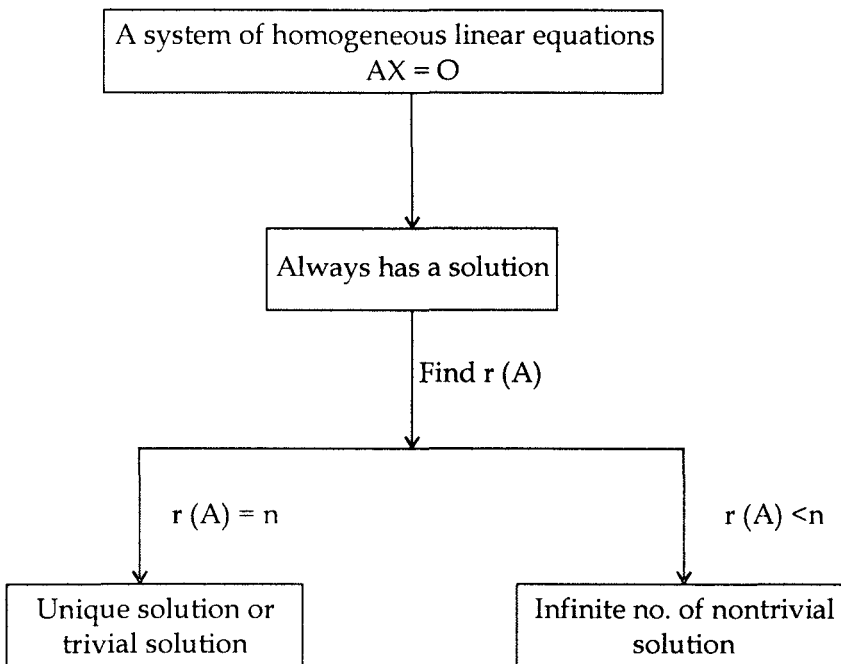 A system of homogeneous linear equations
AX = O
Always has a solution
Find r (A)
r (A) = n
r (A) <n
Unique solution or
trivial solution
Infinite no. of nontrivial
solution